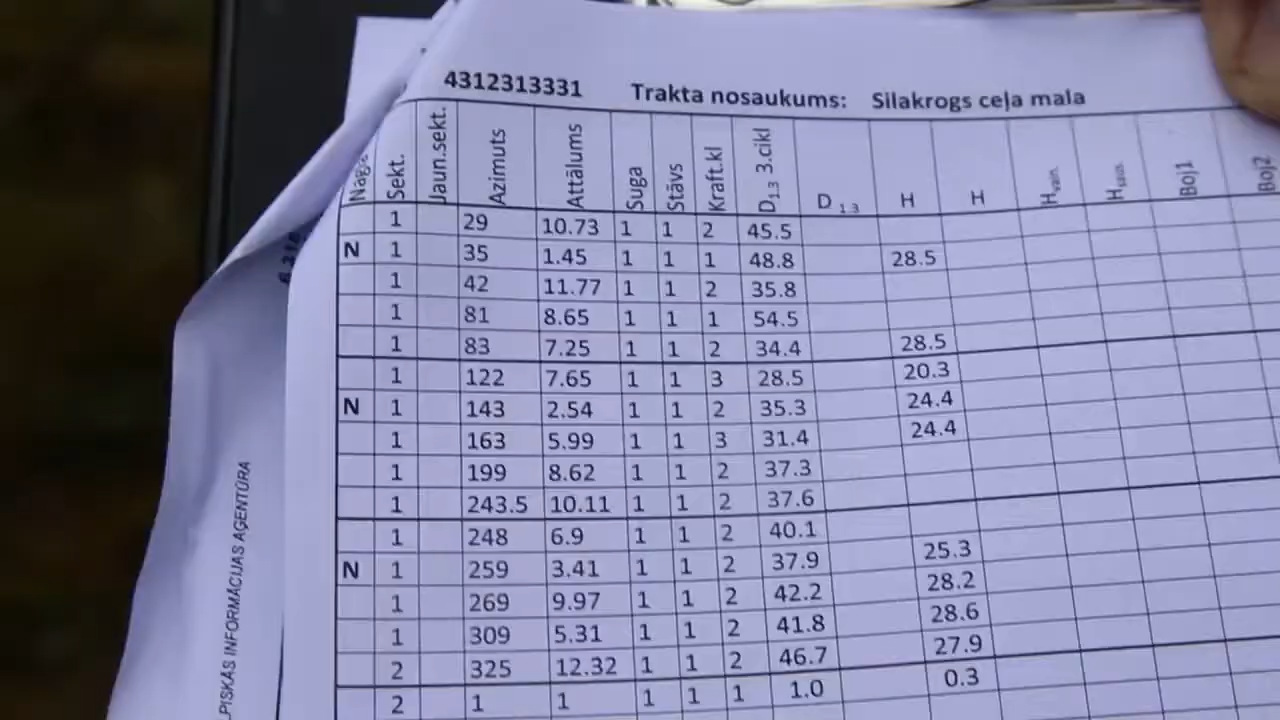 4312313331 Trakta nosaukums: Silakrogs ceļa mala
Sekt. Jaun.sekt. Azimuts Attālums Suga Stāvs Kraft.kl D1.3 3.cikl D 1.3 H H Boj1 Boj2
1 29 10.73 1 1 2 45.5
N 1 35 1.45 1 1 1 48.8 28.5
1 42 11.77 1 1 2 35.8
1 81 8.65 1 1 1 54.5
1 83 7.25 1 1 2 34.4 28.5
1 122 7.65 1 1 3 28.5 20.3
N 1 143 2.54 1 1 2 35.3 24.4
1 163 5.99 1 1 3 31.4 24.4
1 199 8.62 1 1 2 37.3
1 243.5 10.11 1 1 2 37.6
1 248 6.9 1 1 2 40.1
N 1 259 3.41 1 1 2 37.9 25.3
1 269 9.97 1 1 2 42.2 28.2
1 309 5.31 1 1 2 41.8 28.6
2 325 12.32 1 1 2 46.7 27.9
2 1 1 1 1 1 1.0 0.3
INFORMĀCIJAS AĢENTŪRA